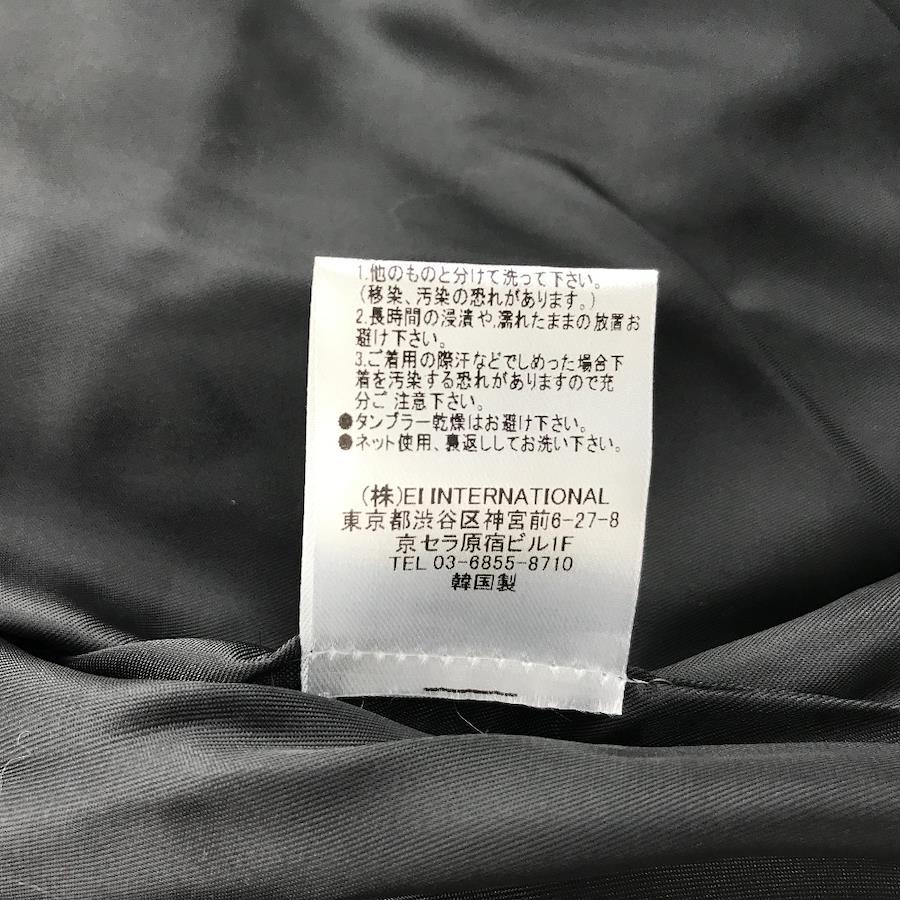 1.他のものと分けて洗って下さい。
(移染、汚染の恐れがあります。)
2.長時間の浸漬や,濡れたままの放置お
避け下さい。
3.ご着用の際汗などでしめった場合下
着を汚染する恐れがありますので充
分ご注意下さい。
●タンブラー乾燥はお避け下さい。
●ネット使用、裏返ししてお洗い下さい。
(株)EI INTERNATIONAL
東京都渋谷区神宮前6-27-8
京セラ原宿ビル1F
TEL 03-6855-8710
韓国製